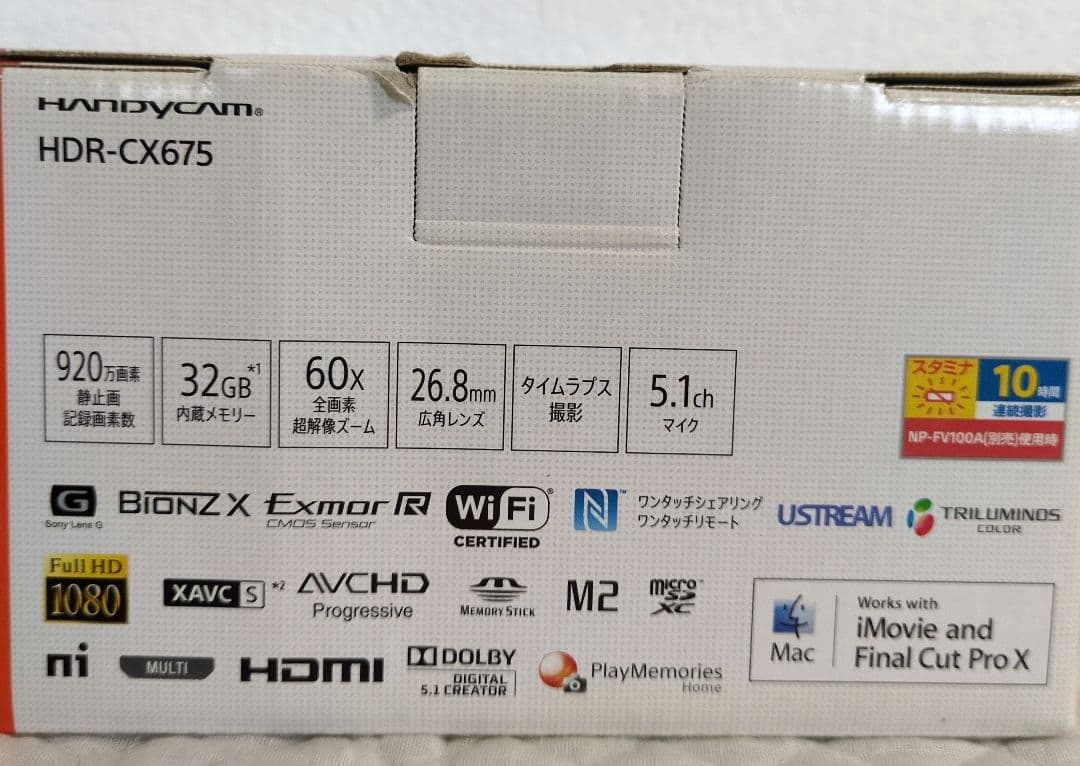 HANDYCAM®
HDR-CX675
920万画素
静止画
記録画素数
32GB*1
内蔵メモリー
60x
全画素
超解像ズーム
26.8mm
広角レンズ
タイムラプス
撮影
5.1ch
マイク
スタミナ
10時間
連続撮影
NP-FV100A(別売)使用時
G
Sony Lens G
BIONZ X
Exmor R
CMOS Sensor
Wi Fi®
CERTIFIED
N™
ワンタッチシェアリング
ワンタッチリモート
USTREAM
TRILUMINOS
COLOR
Full HD
1080
XAVC S *2
AVCHD
Progressive
MEMORY STICK
M2
micro™
SD
XC
Mac
Works with
iMovie and
Final Cut Pro X
ni
MULTI
HDMI
DOLBY
DIGITAL
5.1 CREATOR
PlayMemories
Home